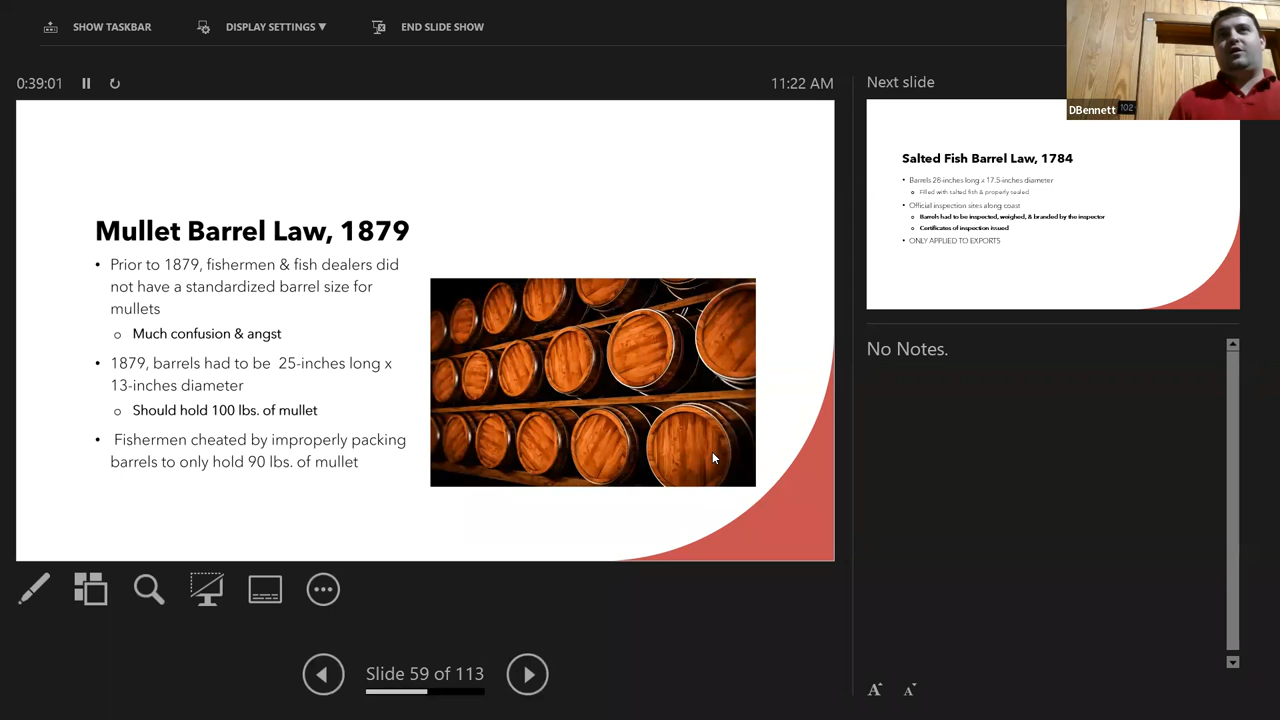 SHOW TASKBAR
DISPLAY SETTINGS ▼
END SLIDE SHOW
0:39:01
11:22 AM
Mullet Barrel Law, 1879
• Prior to 1879, fishermen & fish dealers did
not have a standardized barrel size for
mullets
o Much confusion & angst
• 1879, barrels had to be 25-inches long x
13-inches diameter
o Should hold 100 lbs. of mullet
• Fishermen cheated by improperly packing
barrels to only hold 90 lbs. of mullet
Slide 59 of 113
Next slide
DBennett
102
Salted Fish Barrel Law, 1784
• Barrels 28-inches long x 17.5-inches diameter
o Filled with salted fish & properly sealed
• Official inspection sites along coast
o Barrels had to be inspected, weighed, & branded by the inspector
o Certificates of inspection issued
• ONLY APPLIED TO EXPORTS
No Notes.
A A